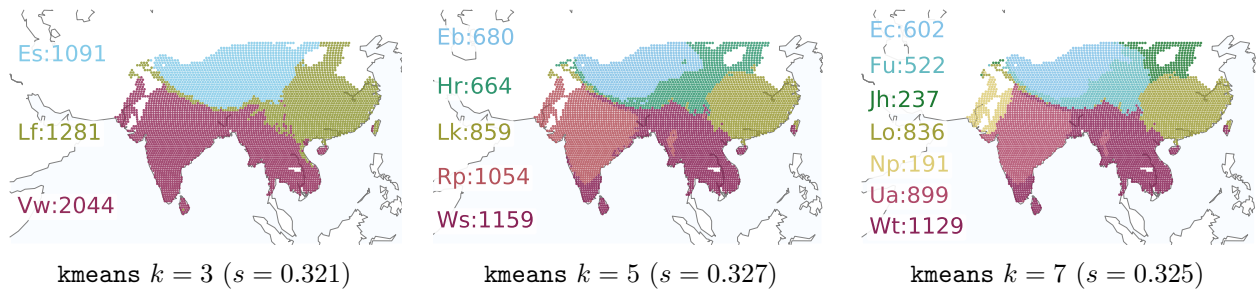 Es:1091
Lf:1281
Vw:2044
kmeans k = 3 (s = 0.321)
Eb:680
Hr:664
Lk:859
Rp:1054
Ws:1159
kmeans k = 5 (s = 0.327)
Ec:602
Fu:522
Jh:237
Lo:836
Np:191
Ua:899
Wt:1129
kmeans k = 7 (s = 0.325)